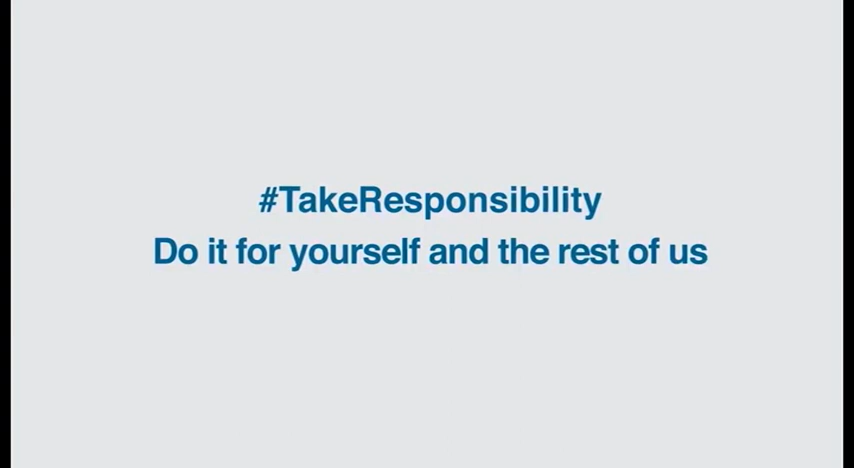 #TakeResponsibility
Do it for yourself and the rest of us